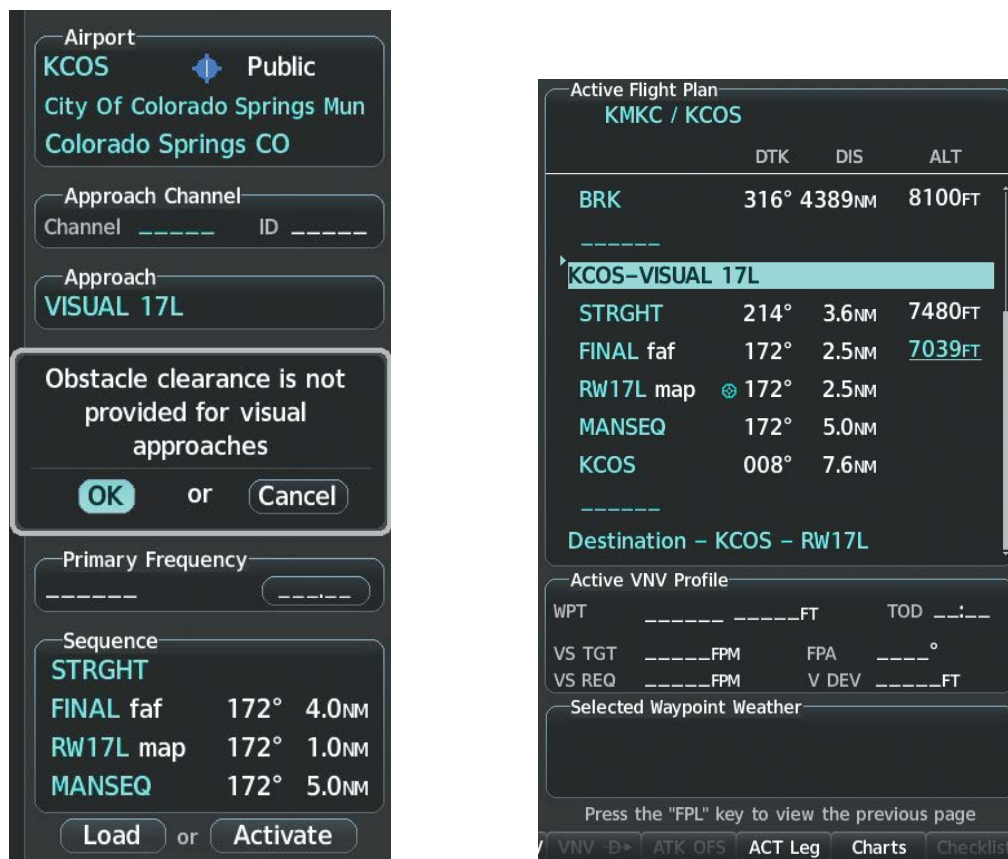 Airport
KCOS Public
City Of Colorado Springs Mun
Colorado Springs CO
Approach Channel
Channel _____ ID _____
Approach
VISUAL 17L
Obstacle clearance is not
provided for visual
approaches
OK or Cancel
Primary Frequency
______ ___.__
Sequence
STRGHT
FINAL faf 172° 4.0NM
RW17L map 172° 1.0NM
MANSEQ 172° 5.0NM
Load or Activate
Active Flight Plan
KMKC / KCOS
DTK DIS ALT
BRK 316° 4389NM 8100FT
______
KCOS–VISUAL 17L
STRGHT 214° 3.6NM 7480FT
FINAL faf 172° 2.5NM 7039FT
RW17L map 172° 2.5NM
MANSEQ 172° 5.0NM
KCOS 008° 7.6NM
______
Destination – KCOS – RW17L
Active VNV Profile
WPT ______ _____FT TOD __:__
VS TGT _____FPM FPA ____°
VS REQ _____FPM V DEV _____FT
Selected Waypoint Weather
Press the "FPL" key to view the previous page
VNV -D→ ATK OFS ACT Leg Charts Checklis